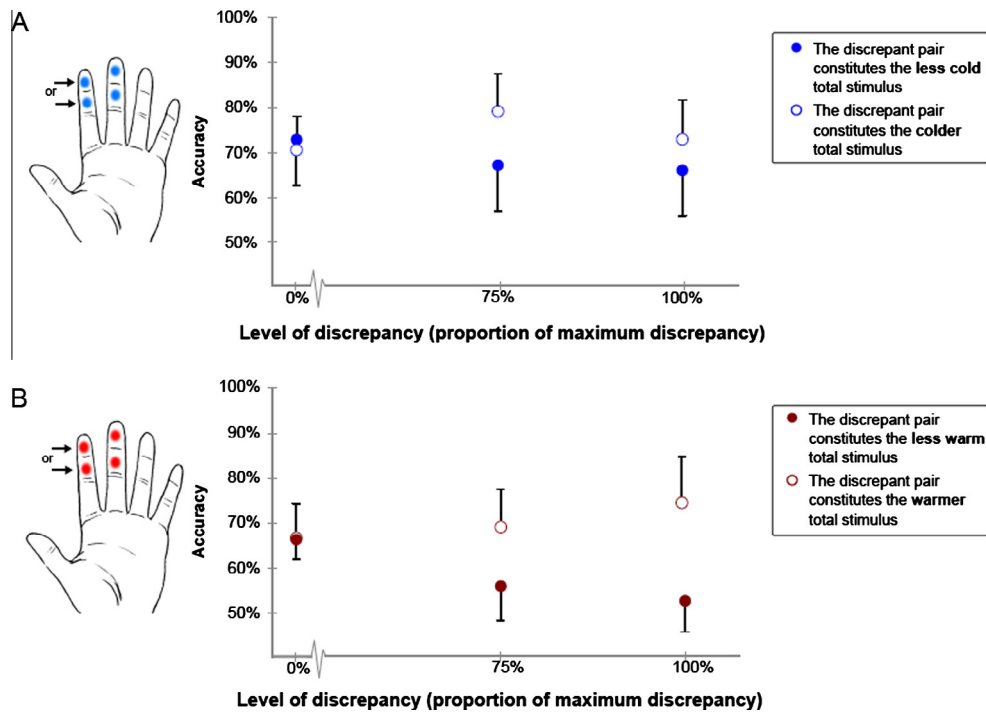 A
or
Accuracy
100%
90%
80%
70%
60%
50%
0%
75%
100%
Level of discrepancy (proportion of maximum discrepancy)
The discrepant pair
constitutes the less cold
total stimulus
The discrepant pair
constitutes the colder
total stimulus
B
or
Accuracy
100%
90%
80%
70%
60%
50%
0%
75%
100%
Level of discrepancy (proportion of maximum discrepancy)
The discrepant pair
constitutes the less warm
total stimulus
The discrepant pair
constitutes the warmer
total stimulus